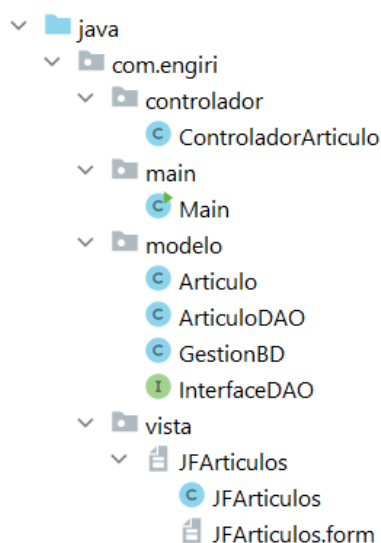 java
com.engiri
controlador
C ControladorArticulo
main
C Main
modelo
C Articulo
C ArticuloDAO
C GestionBD
I InterfaceDAO
vista
JFArticulos
C JFArticulos
JFArticulos.form